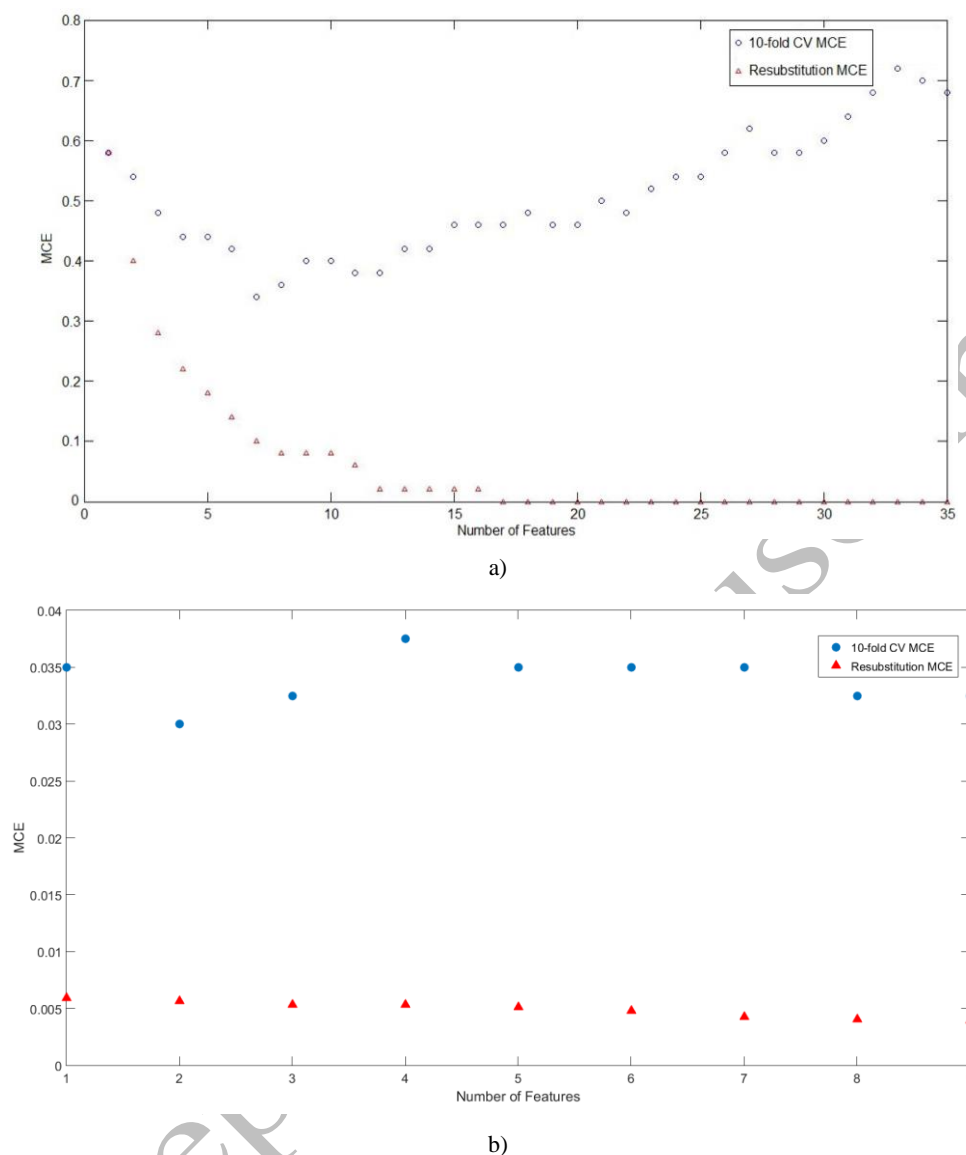 0.8
0.7
0.6
0.5
0.4
0.3
0.2
0.1
0
MCE
10-fold CV MCE
Resubstitution MCE
0 5 10 15 20 25 30 35
Number of Features
a)
0.04
0.035
0.03
0.025
0.02
0.015
0.01
0.005
0
MCE
10-fold CV MCE
Resubstitution MCE
1 2 3 4 5 6 7 8
Number of Features
b)